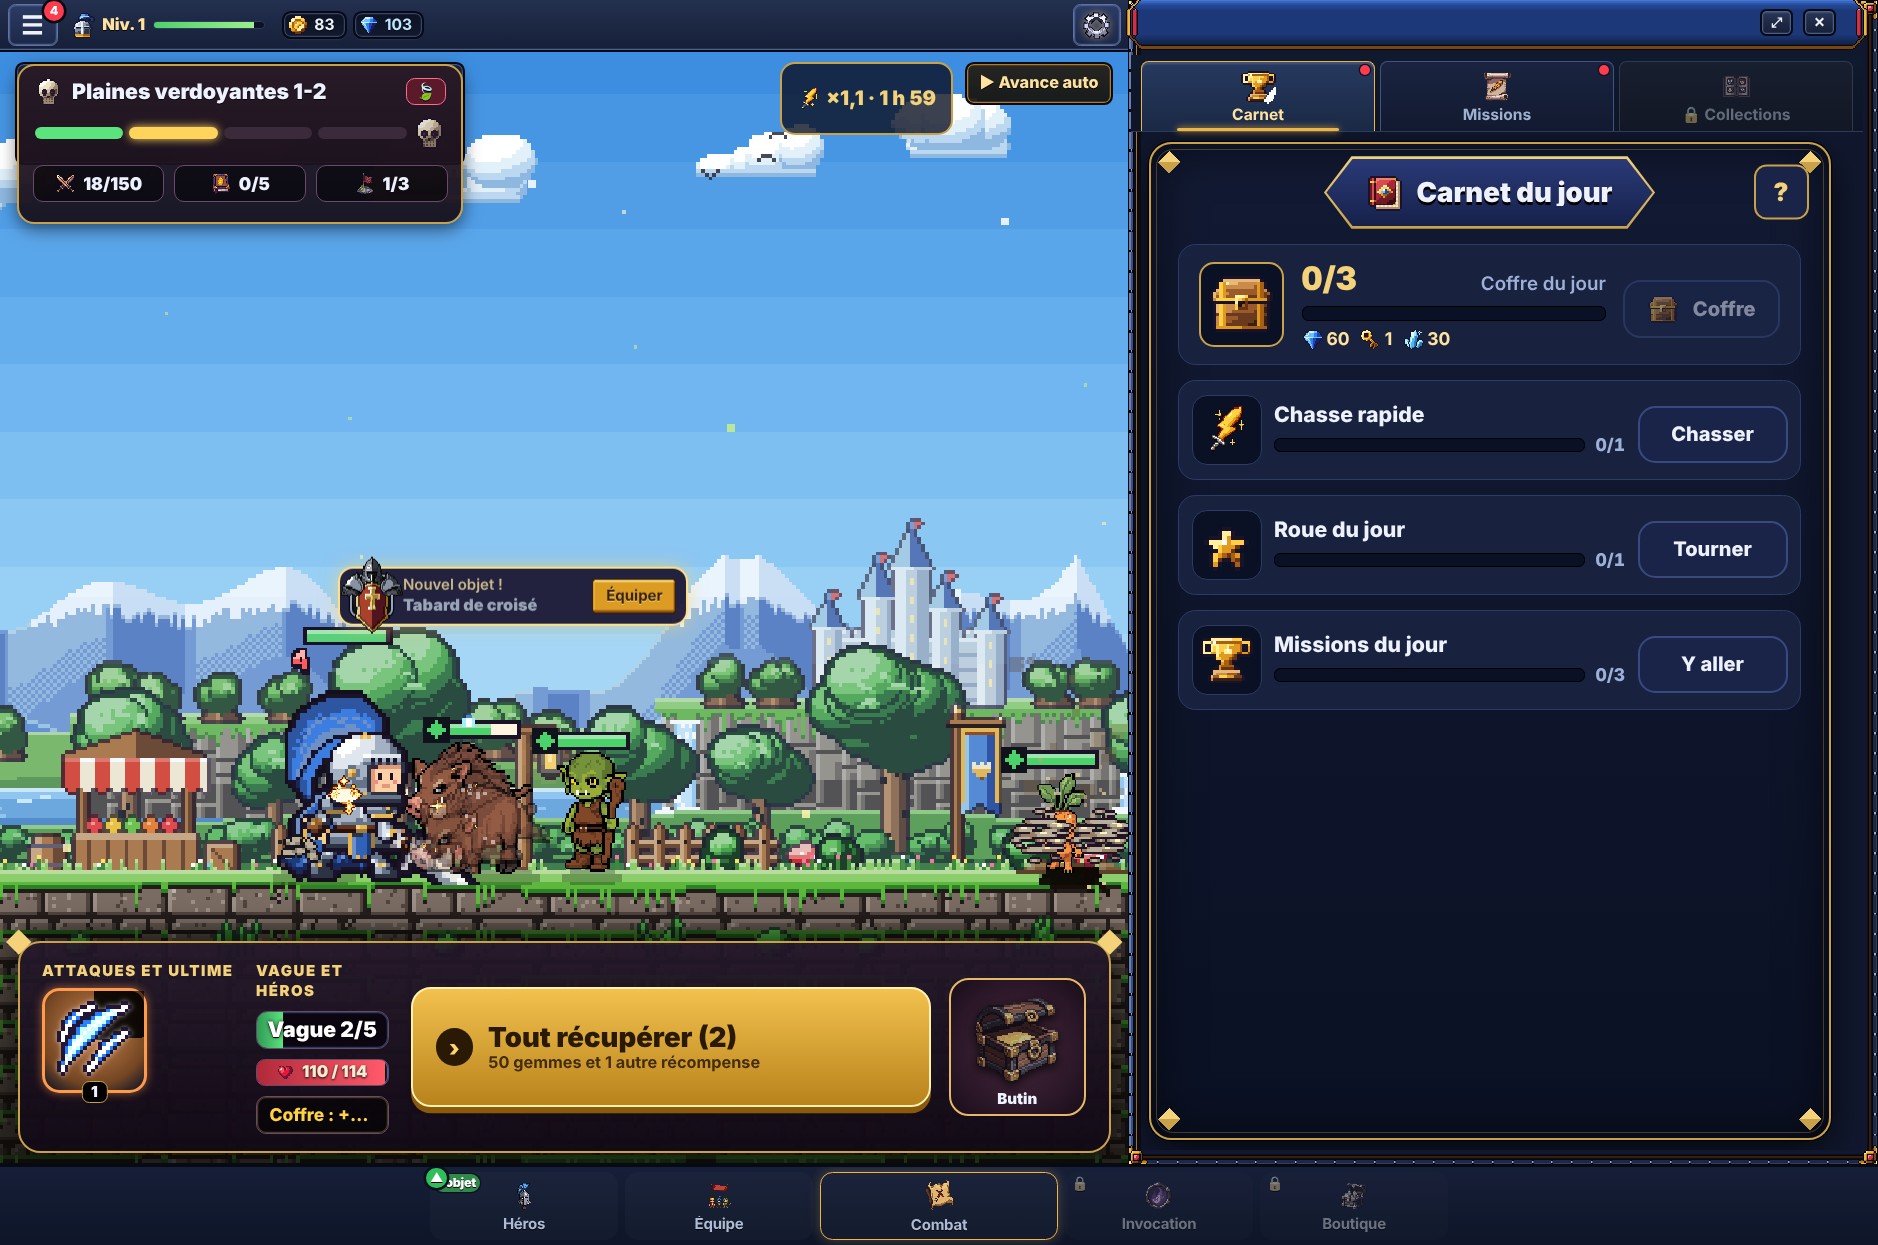 4
Niv. 1
83
103
Plaines verdoyantes 1-2
18/150
0/5
1/3
×1,1 · 1 h 59
Avance auto
Nouvel objet !
Tabard de croisé
Équiper
4
ATTAQUES ET ULTIME
1
VAGUE ET
HÉROS
Vague 2/5
110 / 114
Coffre : +...
Tout récupérer (2)
50 gemmes et 1 autre récompense
Butin
Carnet
Missions
Collections
Carnet du jour
?
0/3
Coffre du jour
60
1
30
Coffre
Chasse rapide
0/1
Chasser
Roue du jour
0/1
Tourner
Missions du jour
0/3
Y aller
objet
Héros
Équipe
Combat
Invocation
Boutique